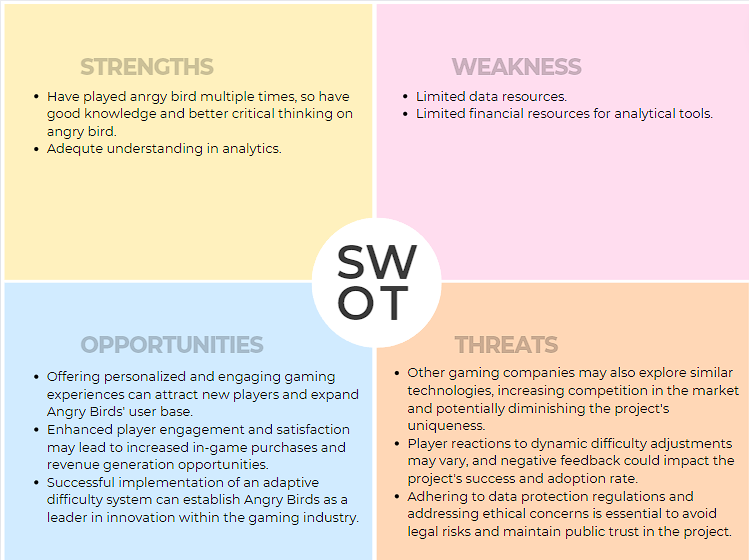 STRENGTHS
• Have played anrgy bird multiple times, so have
good knowledge and better critical thinking on
angry bird.
• Adequte understanding in analytics.
WEAKNESS
• Limited data resources.
• Limited financial resources for analytical tools.
SW
OT
OPPORTUNITIES
• Offering personalized and engaging gaming
experiences can attract new players and expand
Angry Birds' user base.
• Enhanced player engagement and satisfaction
may lead to increased in-game purchases and
revenue generation opportunities.
• Successful implementation of an adaptive
difficulty system can establish Angry Birds as a
leader in innovation within the gaming industry.
THREATS
• Other gaming companies may also explore similar
technologies, increasing competition in the market
and potentially diminishing the project's
uniqueness.
• Player reactions to dynamic difficulty adjustments
may vary, and negative feedback could impact the
project's success and adoption rate.
• Adhering to data protection regulations and
addressing ethical concerns is essential to avoid
legal risks and maintain public trust in the project.